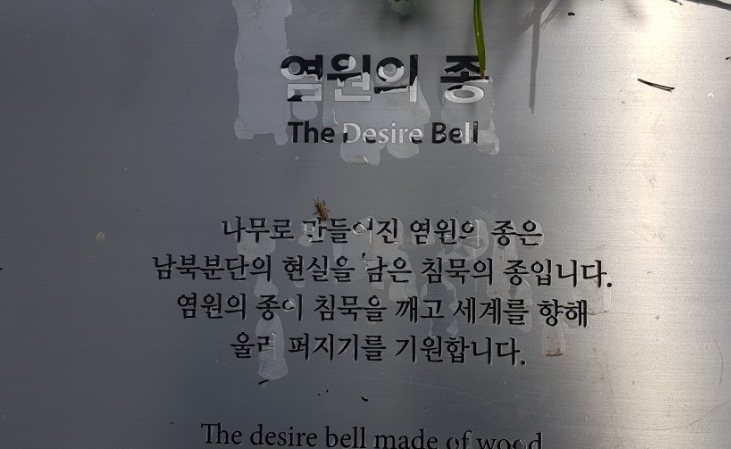 염원의 종
The Desire Bell
나무로 만들어진 염원의 종은
남북분단의 현실을 담은 침묵의 종입니다.
염원의 종이 침묵을 깨고 세계를 향해
울려 퍼지기를 기원합니다.
The desire bell made of wood